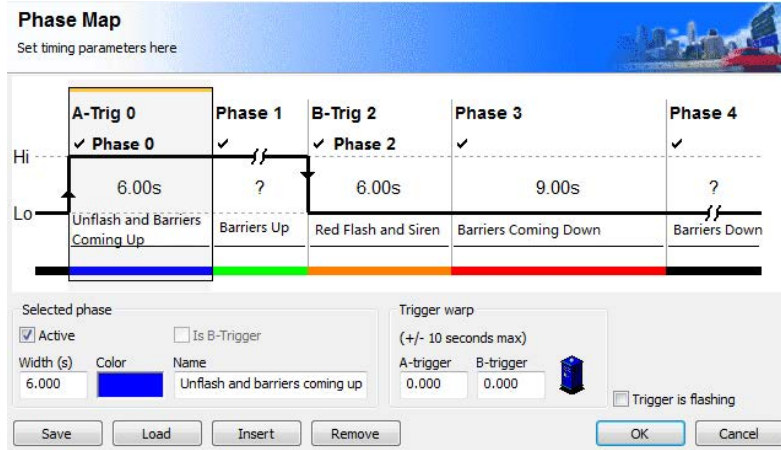 Phase Map
Set timing parameters here
A-Trig 0 Phase 1 B-Trig 2 Phase 3 Phase 4
✓ Phase 0 ✓ ✓ Phase 2 ✓ ✓
Hi
6.00s ? 6.00s 9.00s ?
Lo
Unflash and Barriers
Coming Up
Barriers Up Red Flash and Siren Barriers Coming Down Barriers Down
Selected phase Trigger warp
Active Is B-Trigger (+/- 10 seconds max)
Width (s) Color Name A-trigger B-trigger
6.000 Unflash and barriers coming up 0.000 0.000
Trigger is flashing
Save Load Insert Remove OK Cancel